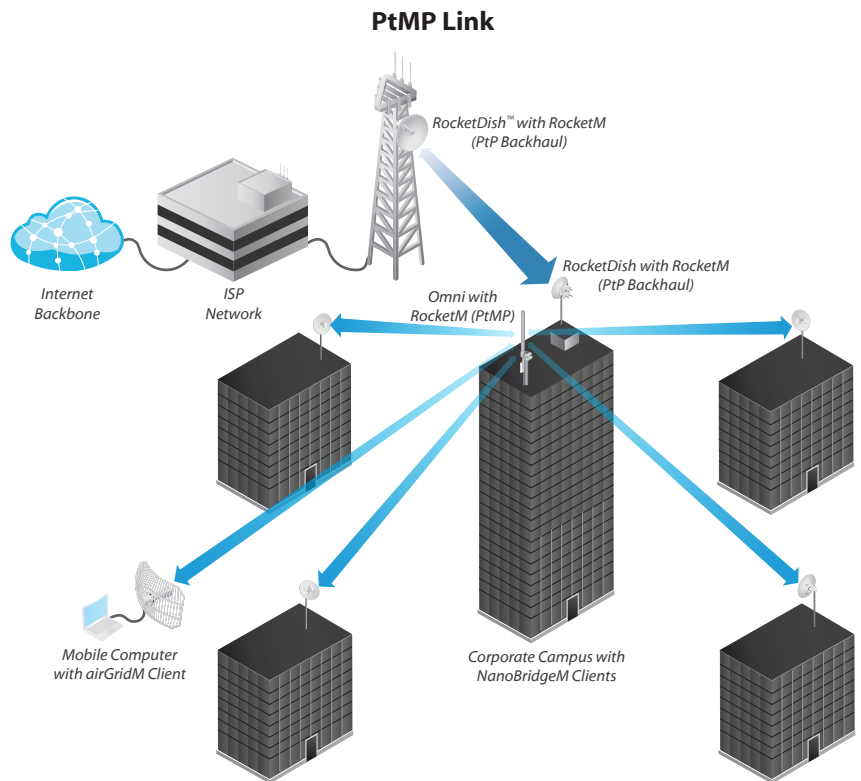 PtMP Link
RocketDish™ with RocketM
(PtP Backhaul)
RocketDish with RocketM
(PtP Backhaul)
Internet
Backbone
ISP
Network
Omni with
RocketM (PtMP)
Mobile Computer
with airGridM Client
Corporate Campus with
NanoBridgeM Clients